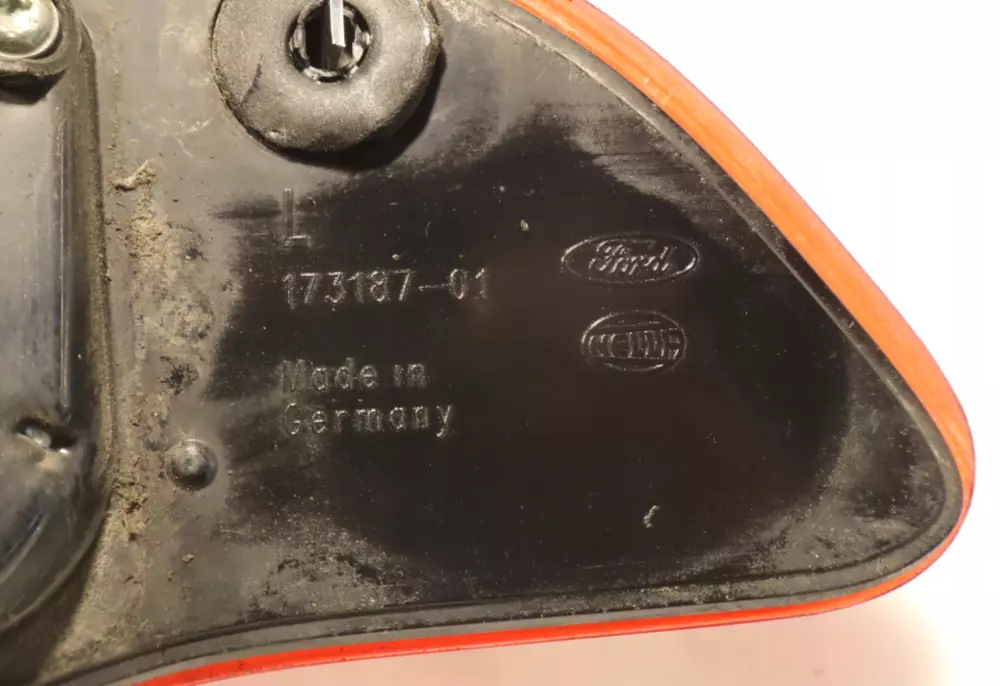 L
173187-01
Ford
HELLA
Made in
Germany